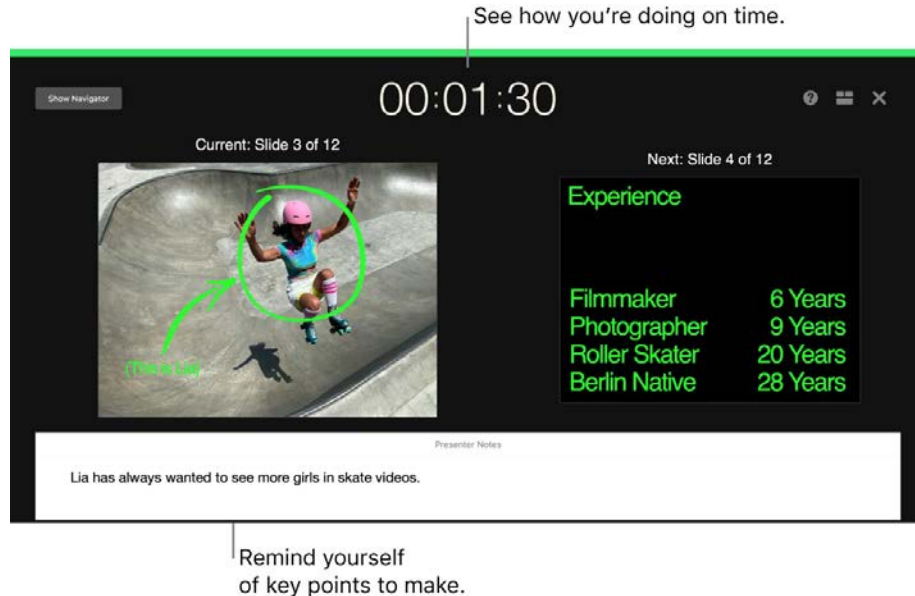 See how you're doing on time.
Show Navigator
00:01:30
?
Current: Slide 3 of 12
Next: Slide 4 of 12
(This is Lia)
Experience
Filmmaker 6 Years
Photographer 9 Years
Roller Skater 20 Years
Berlin Native 28 Years
Presenter Notes
Lia has always wanted to see more girls in skate videos.
Remind yourself
of key points to make.